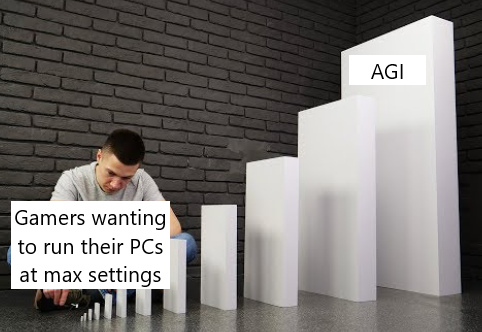 AGI
Gamers wanting
to run their PCs
at max settings